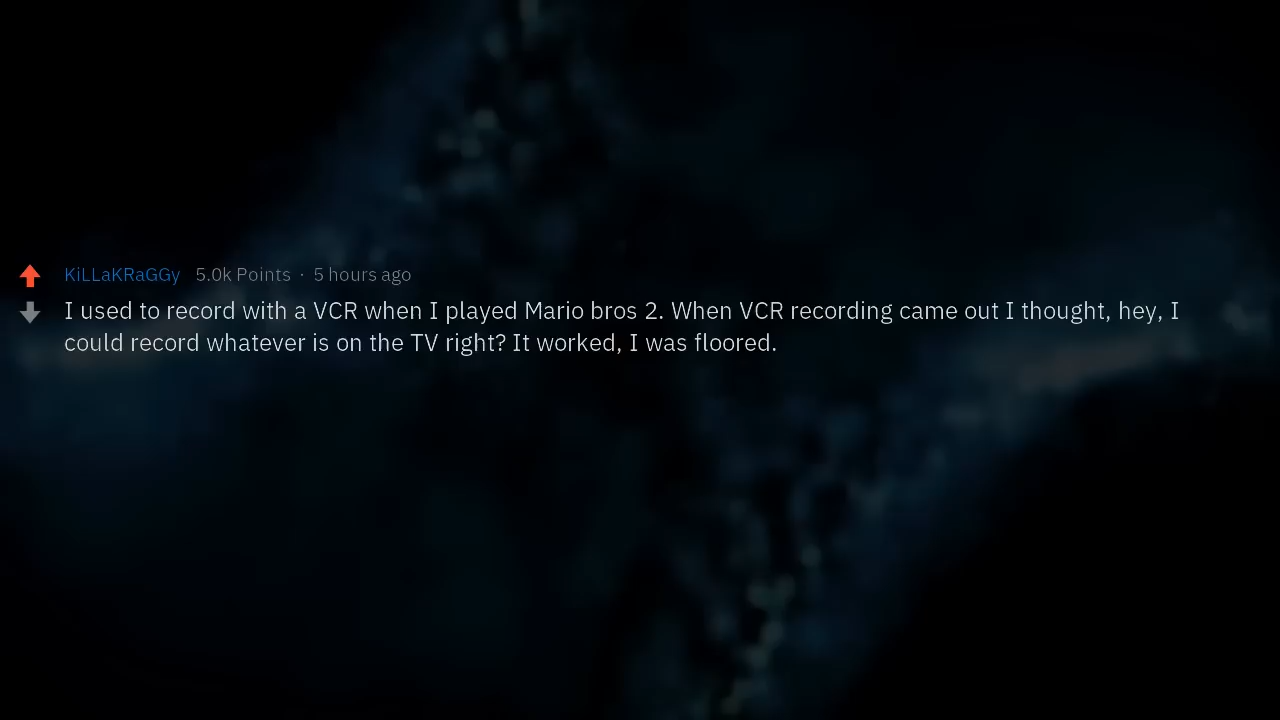 KiLLaKRaGGy 5.0k Points · 5 hours ago
I used to record with a VCR when I played Mario bros 2. When VCR recording came out I thought, hey, I
could record whatever is on the TV right? It worked, I was floored.